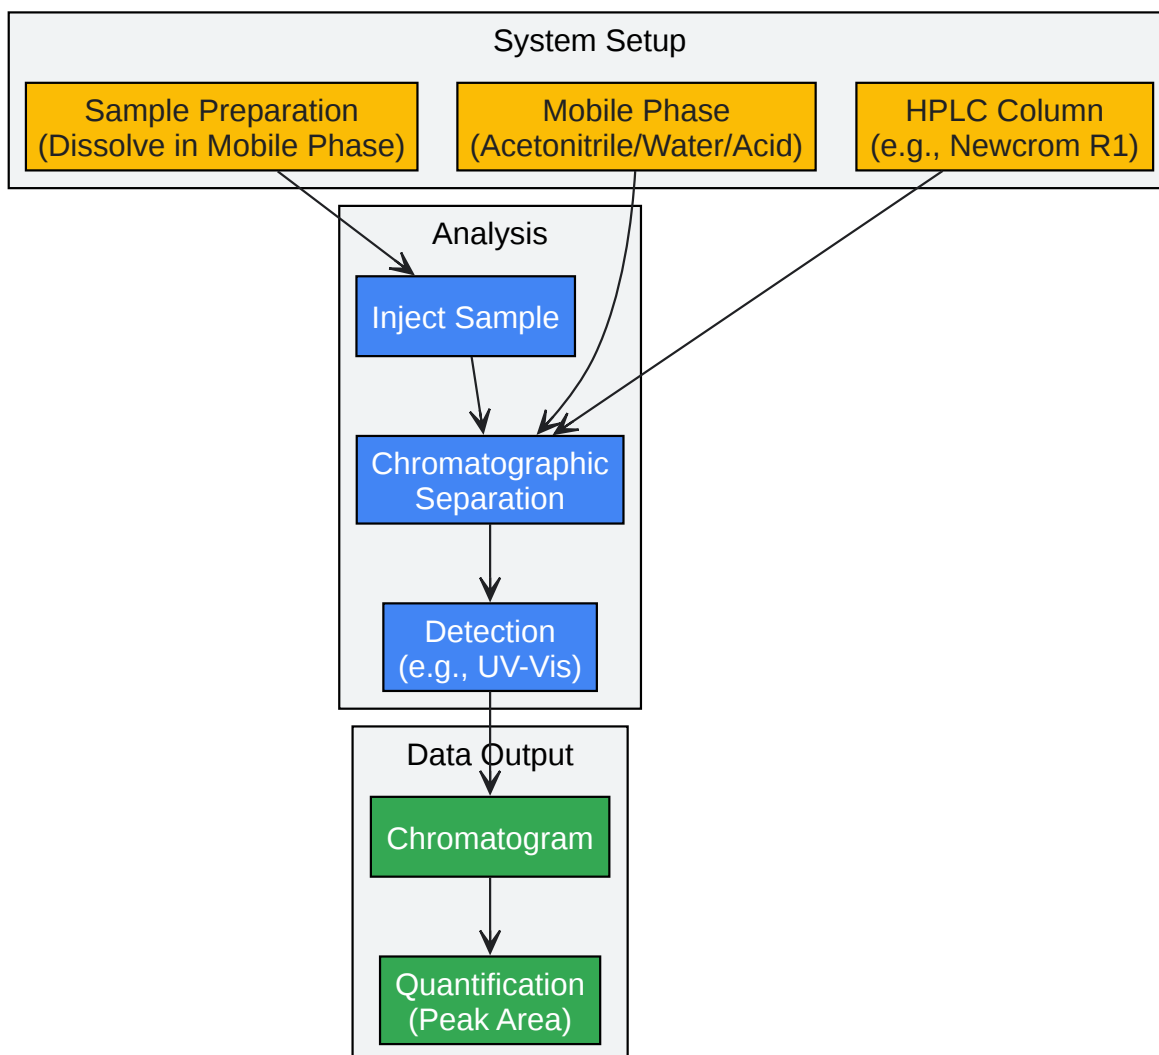 System Setup
Sample Preparation
(Dissolve in Mobile Phase)
Mobile Phase
(Acetonitrile/Water/Acid)
HPLC Column
(e.g., Newcrom R1)
Analysis
Inject Sample
Chromatographic
Separation
Detection
(e.g., UV-Vis)
Data Output
Chromatogram
Quantification
(Peak Area)